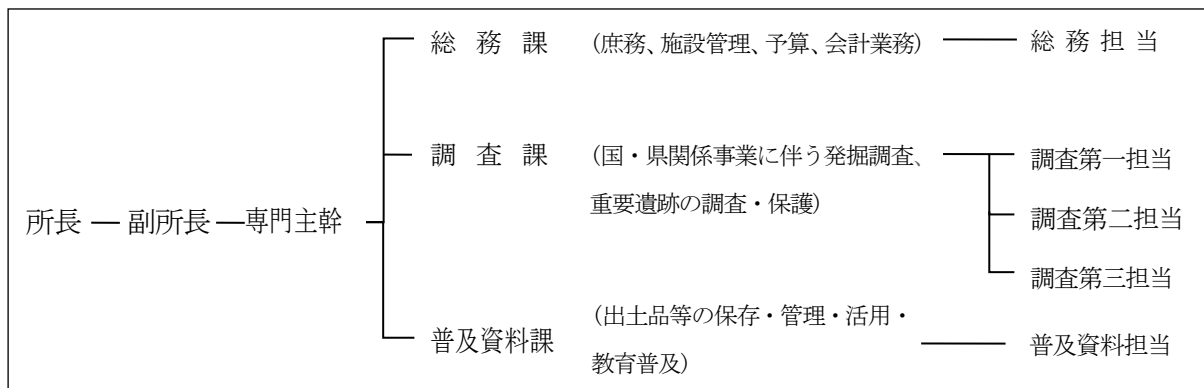 総務課 (庶務、施設管理、予算、会計業務) 総務担当
調査課 (国・県関係事業に伴う発掘調査、
重要遺跡の調査・保護)
調査第一担当
調査第二担当
調査第三担当
所長 副所長 専門主幹
普及資料課 (出土品等の保存・管理・活用・
教育普及)
普及資料担当